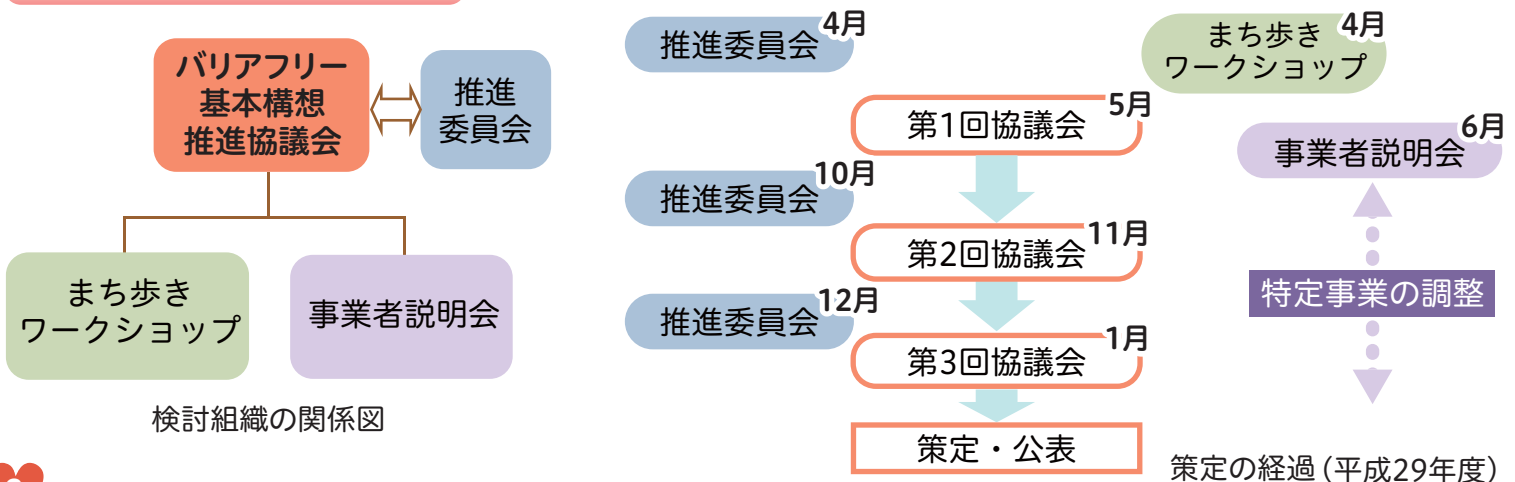 バリアフリー
基本構想
推進協議会
推進
委員会
まち歩き
ワークショップ
事業者説明会
検討組織の関係図
推進委員会
4月
まち歩き
ワークショップ
4月
第1回協議会
5月
事業者説明会
6月
推進委員会
10月
第2回協議会
11月
特定事業の調整
推進委員会
12月
第3回協議会
1月
策定・公表
策定の経過(平成29年度)